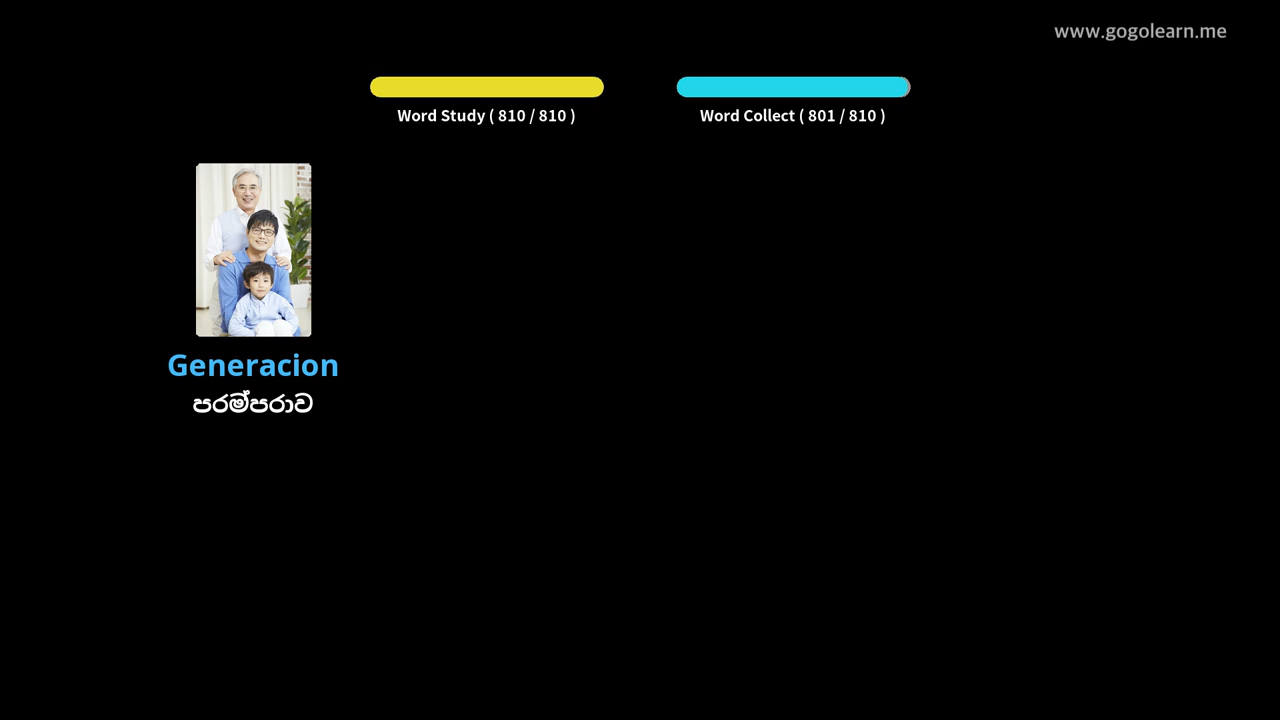 www.gogolearn.me
Word Study ( 810 / 810 )
Word Collect ( 801 / 810 )
Generacion
පරම්පරාව